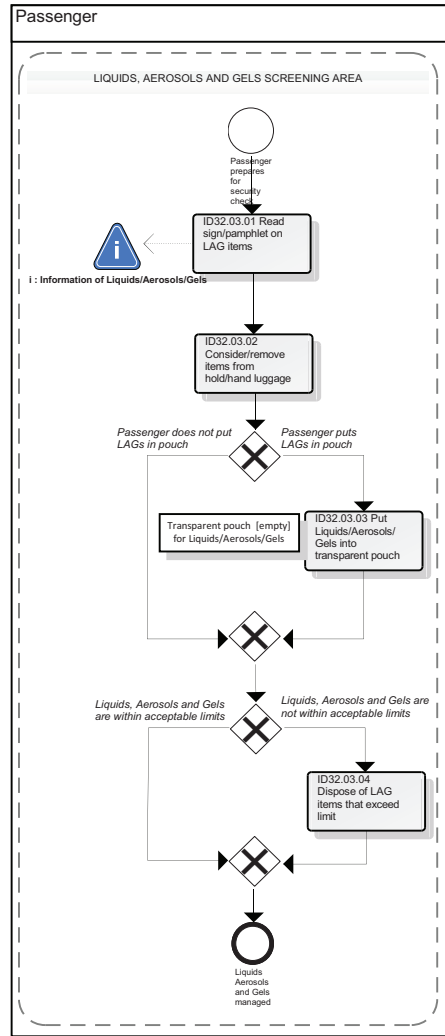 Passenger
LIQUIDS, AEROSOLS AND GELS SCREENING AREA
Passenger
prepares
for
security
check
ID32.03.01 Read
sign/pamphlet on
LAG items
i
i : Information of Liquids/Aerosols/Gels
ID32.03.02
Consider/remove
items from
hold/hand luggage
Passenger does not put
LAGs in pouch
Passenger puts
LAGs in pouch
Transparent pouch [empty]
for Liquids/Aerosols/Gels
ID32.03.03 Put
Liquids/Aerosols/
Gels into
transparent pouch
Liquids, Aerosols and Gels
are within acceptable limits
Liquids, Aerosols and Gels are
not within acceptable limits
ID32.03.04
Dispose of LAG
items that exceed
limit
Liquids
Aerosols
and Gels
managed